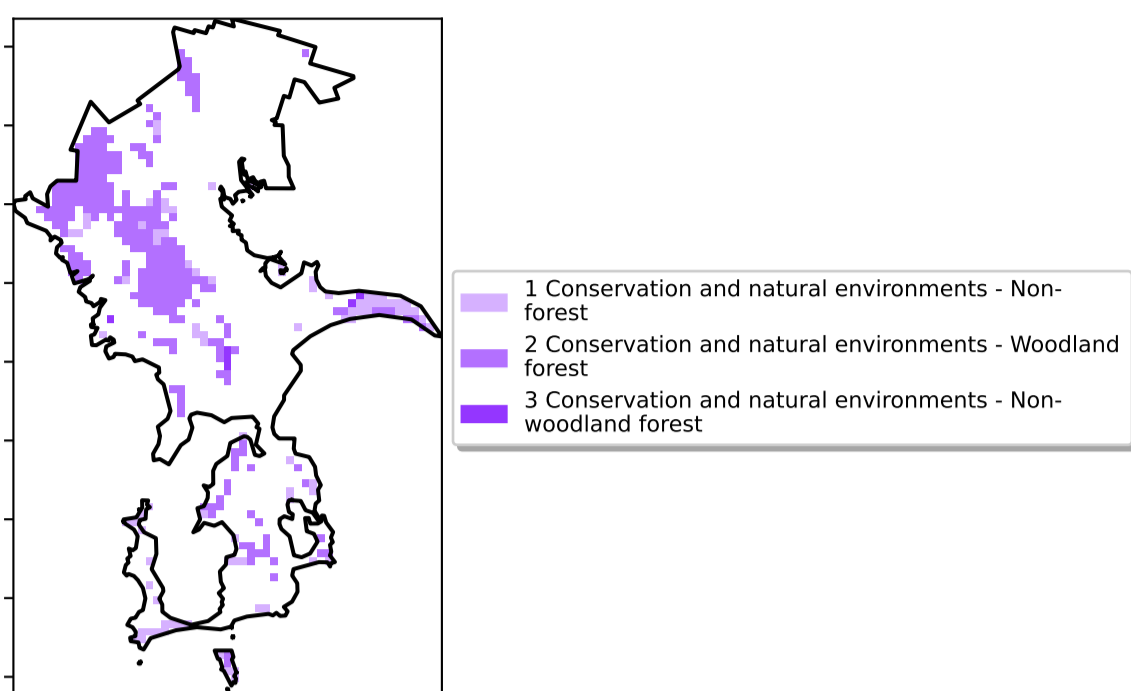 1 Conservation and natural environments - Non-
forest
2 Conservation and natural environments - Woodland
forest
3 Conservation and natural environments - Non-
woodland forest